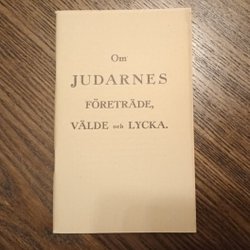 Om
JUDARNES
FÖRETRÄDE,
VÄLDE och LYCKA.